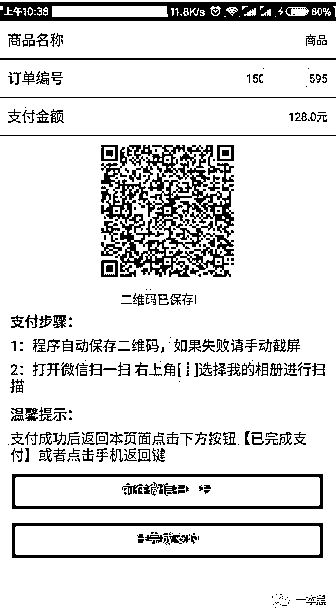 上午10:38 11.8K/s 60%
商品名称 商品
订单编号 150 595
支付金额 128.0元
二维码已保存!
支付步骤:
1: 程序自动保存二维码,如果失败请手动截屏
2: 打开微信扫一扫 右上角[⋮]选择我的相册进行扫
描
温馨提示:
支付成功后返回本页面点击下方按钮【已完成支
付】或者点击手机返回键
一本黑